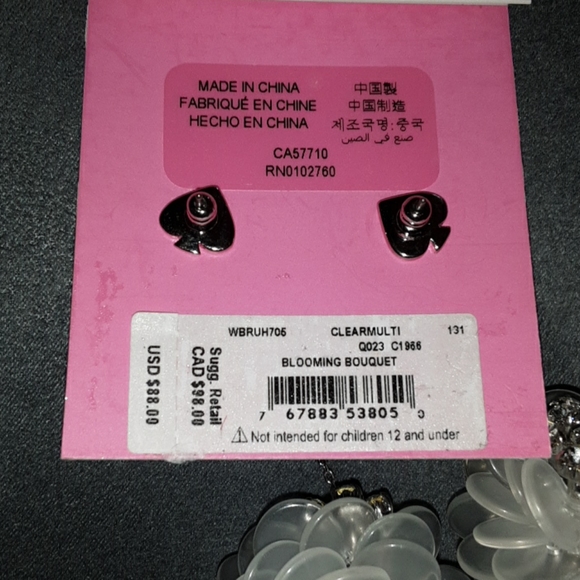 MADE IN CHINA
FABRIQUÉ EN CHINE
HECHO EN CHINA
中国製
中国制造
제조국명:중국
صنع في الصين
CA57710
RN0102760
WBRUH705 CLEARMULTI 131
Q023 C1966
BLOOMING BOUQUET
7 67883 53805 0
⚠ Not intended for children 12 and under
Sugg. Retail
CAD $98.00
USD $88.00